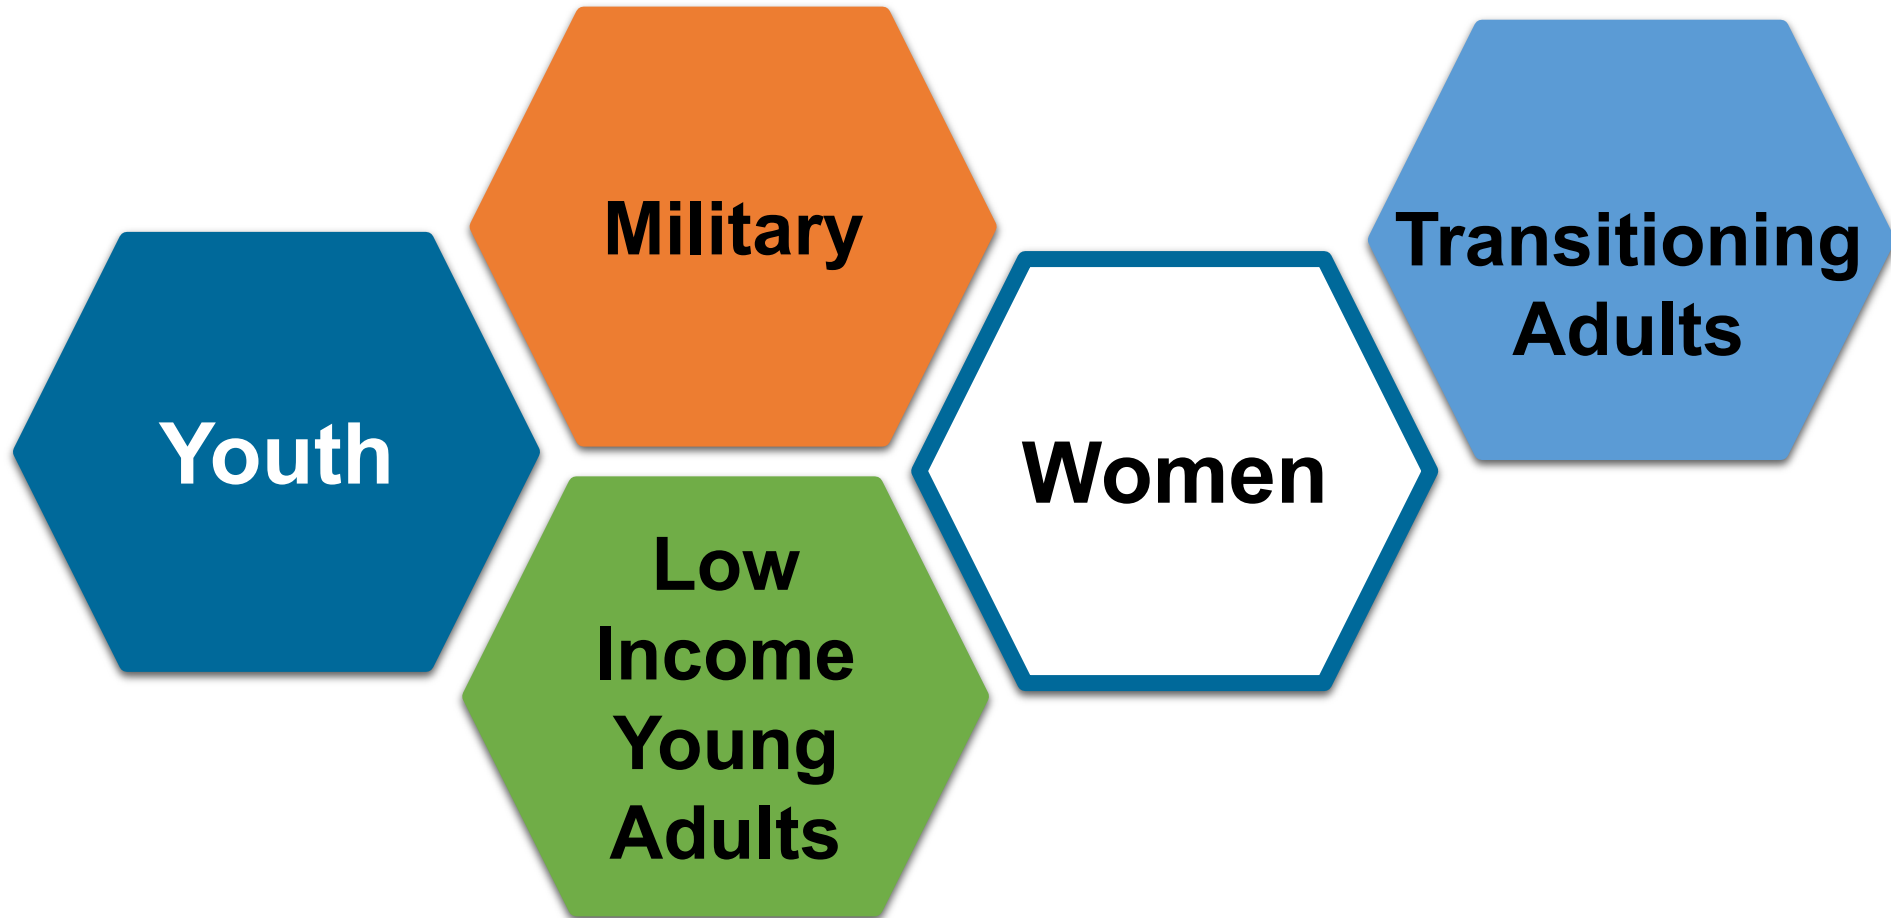 Youth
Military
Low
Income
Young
Adults
Women
Transitioning
Adults